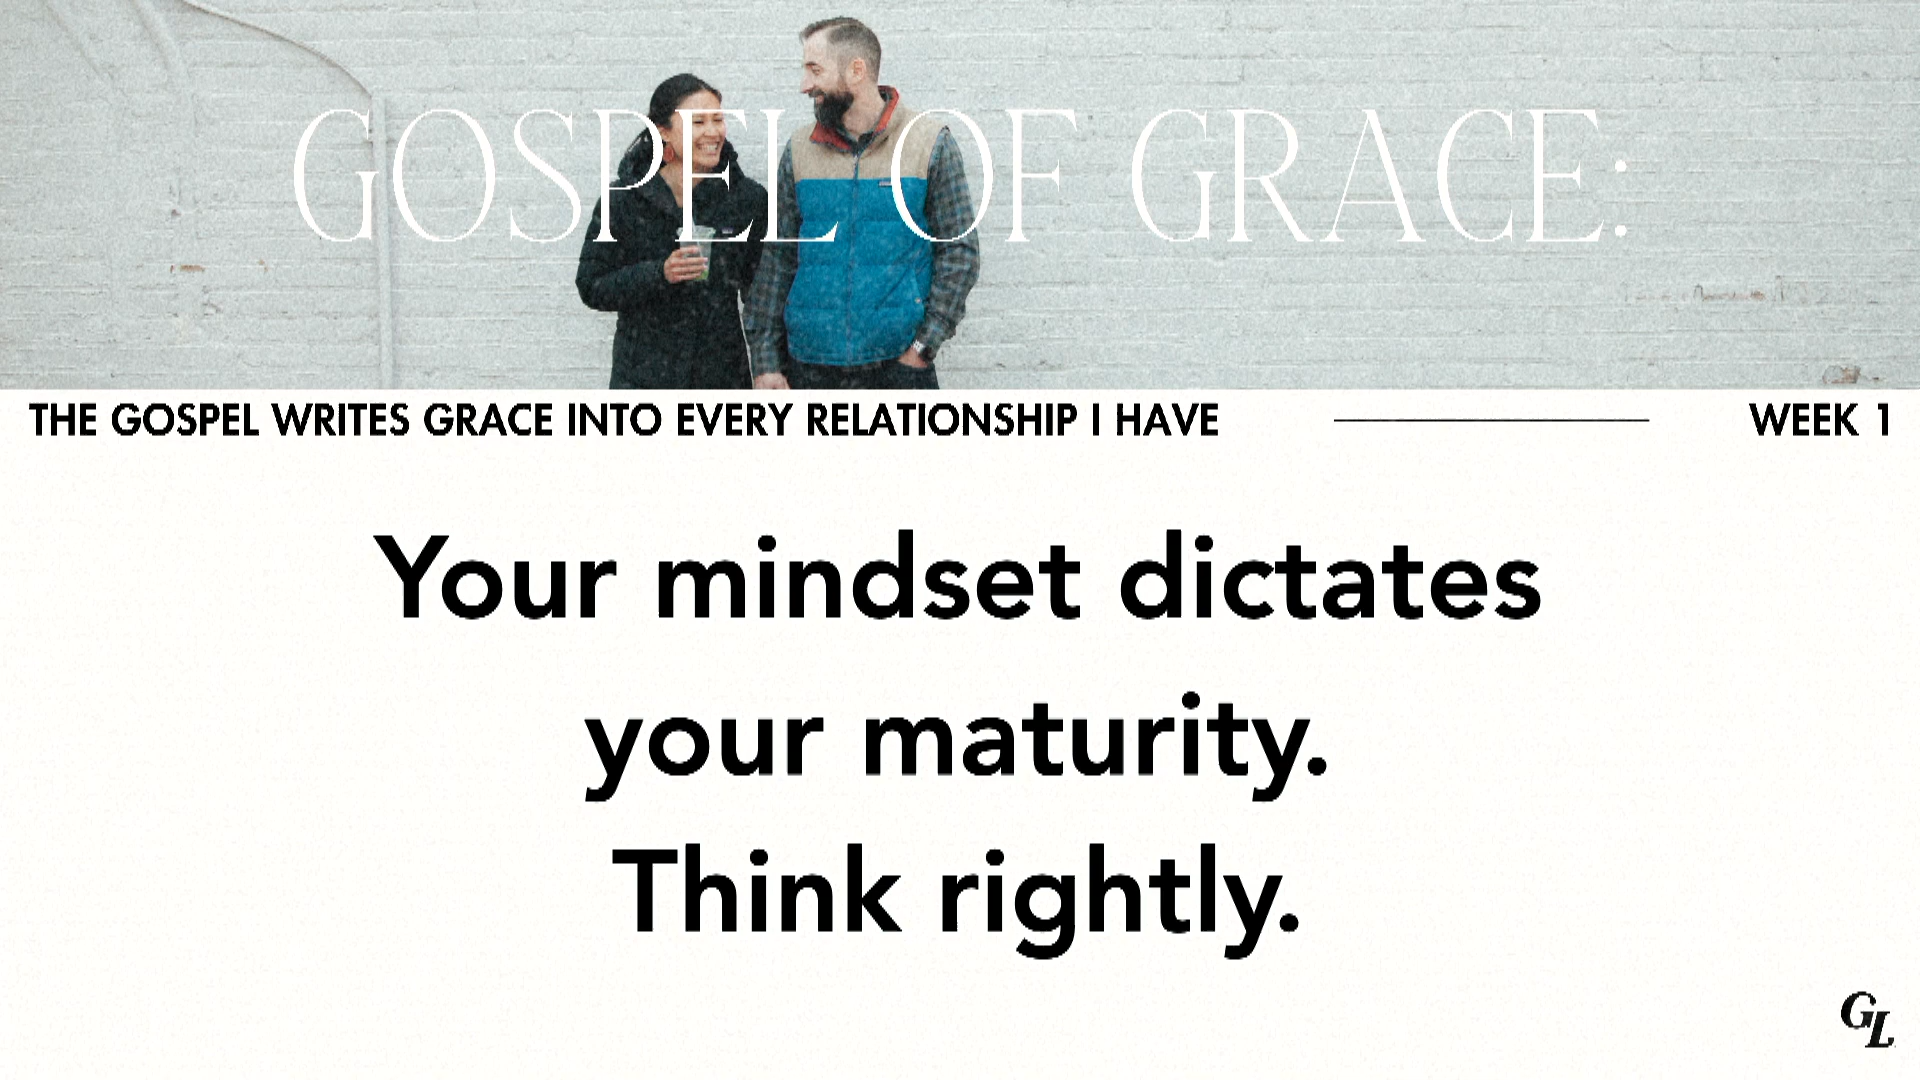 GOSPEL OF GRACE:
THE GOSPEL WRITES GRACE INTO EVERY RELATIONSHIP I HAVE WEEK 1
Your mindset dictates
your maturity.
Think rightly.
GL